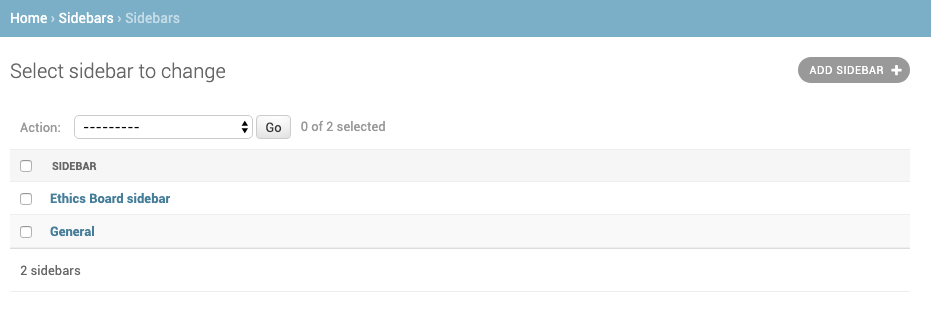 Home › Sidebars › Sidebars
Select sidebar to change
ADD SIDEBAR +
Action: --------- Go 0 of 2 selected
SIDEBAR
Ethics Board sidebar
General
2 sidebars